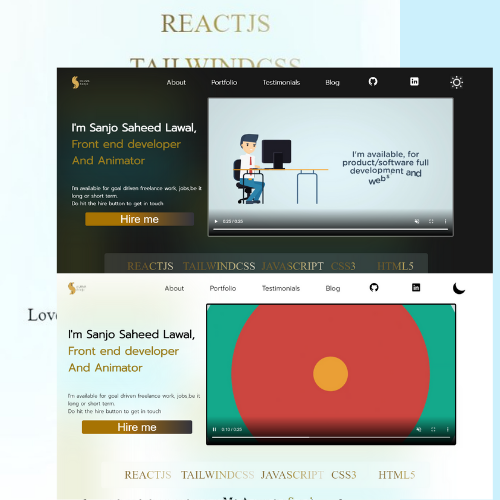 REACTJS
TAILWINDCSS
About Portfolio Testimonials Blog
I'm Sanjo Saheed Lawal,
Front end developer
And Animator
I'm available for goal driven freelance work, jobs,be it
long or short term.
Do hit the hire button to get in touch
Hire me
I'm available, for
product/software full
development and
webs
0:25 / 0:25
REACTJS TAILWINDCSS JAVASCRIPT CSS3 HTML5
Love
About Portfolio Testimonials Blog
I'm Sanjo Saheed Lawal,
Front end developer
And Animator
I'm available for goal driven freelance work, jobs,be it
long or short term.
Do hit the hire button to get in touch
Hire me
0:10 / 0:25
REACTJS TAILWINDCSS JAVASCRIPT CSS3 HTML5